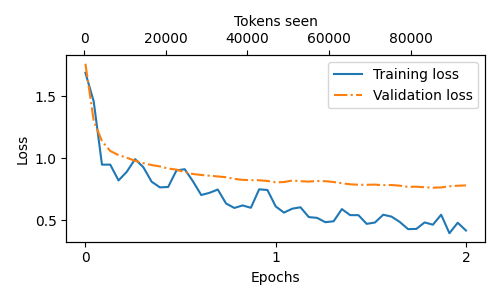 Tokens seen
0 20000 40000 60000 80000
Training loss
Validation loss
1.5
1.0
0.5
Loss
0 1 2
Epochs